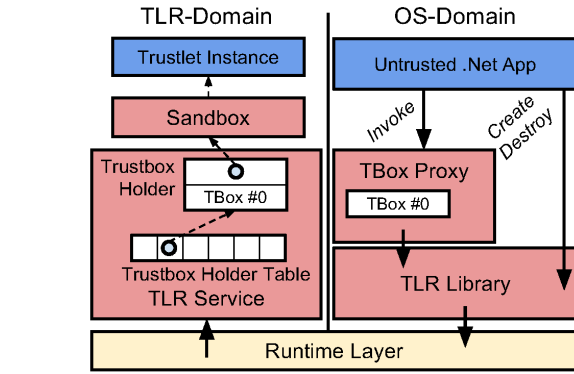 TLR-Domain
OS-Domain
Trustlet Instance
Untrusted .Net App
Sandbox
Invoke
Create
Destroy
Trustbox
Holder
TBox #0
TBox Proxy
TBox #0
Trustbox Holder Table
TLR Service
TLR Library
Runtime Layer